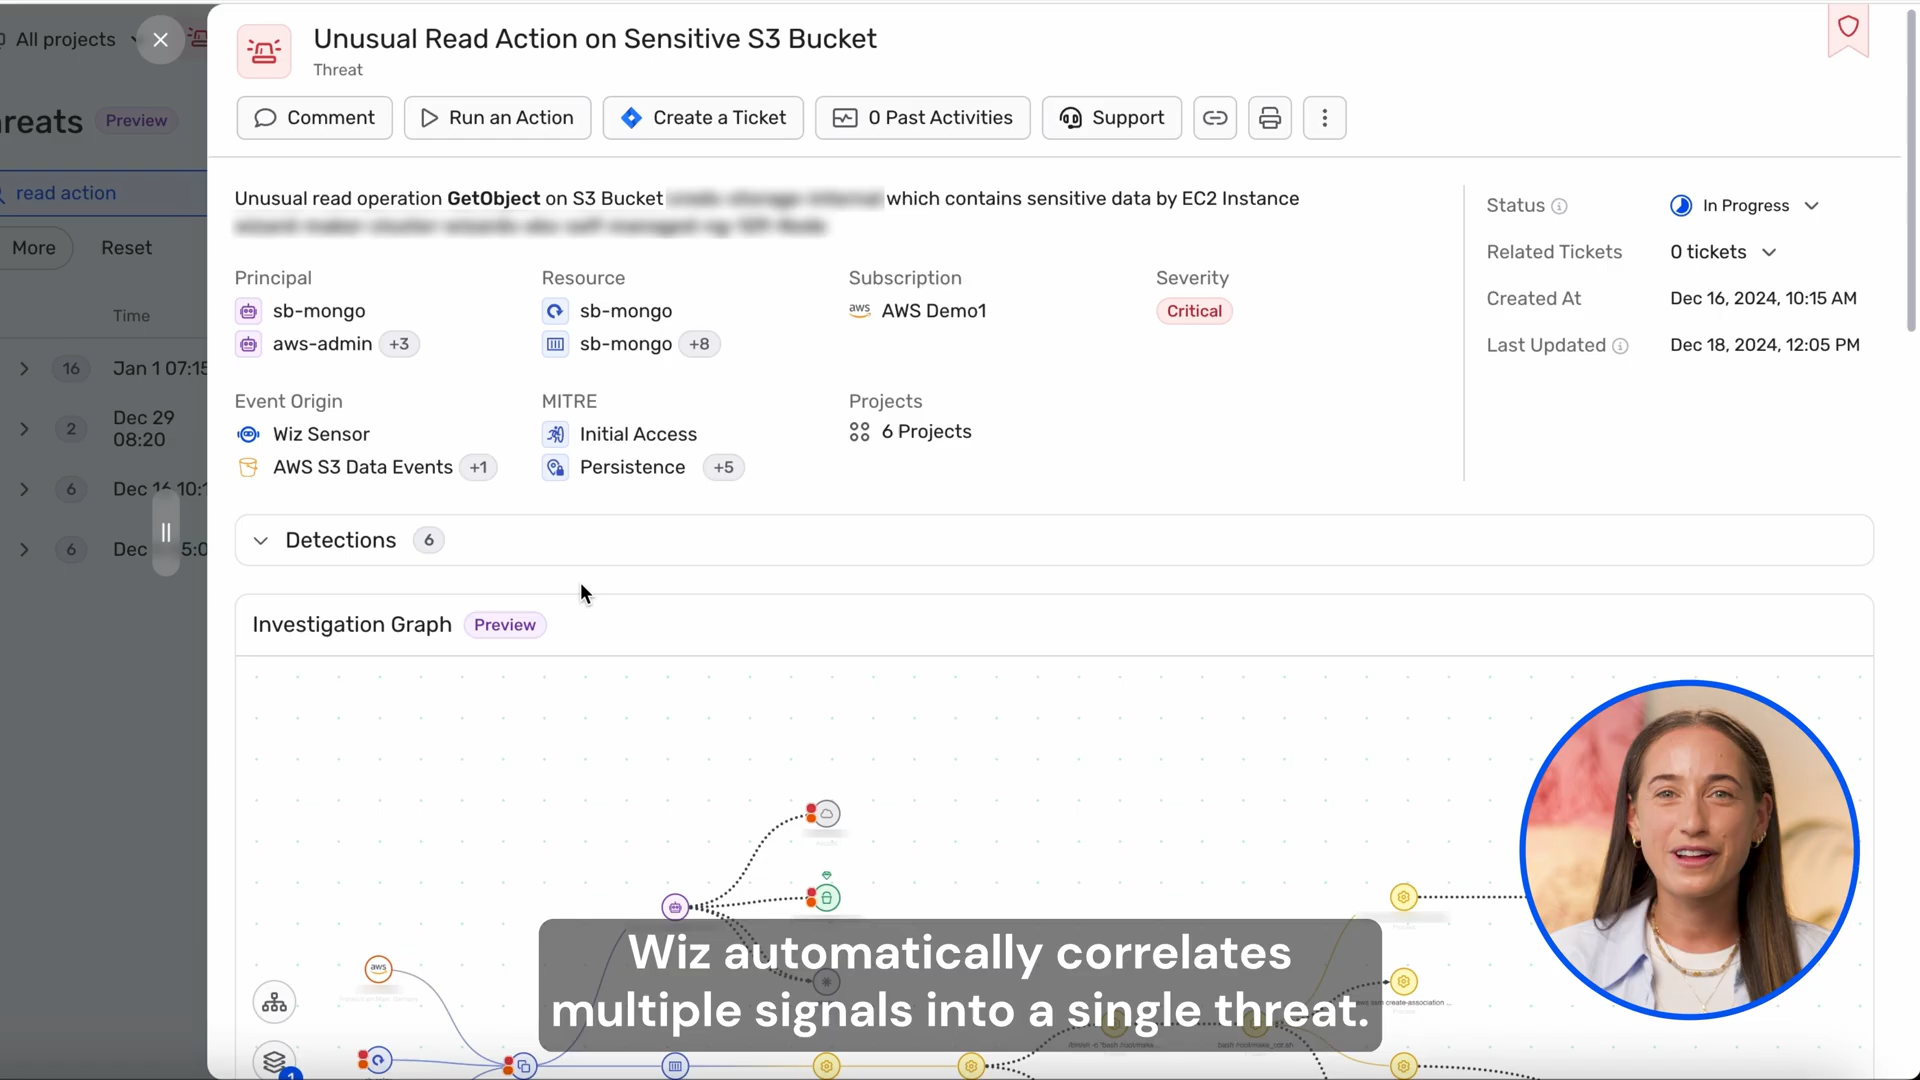 All projects
Unusual Read Action on Sensitive S3 Bucket
Threat
reats Preview
Comment Run an Action Create a Ticket 0 Past Activities Support
read action
More Reset
Time
16 Jan 1 07:15
2 Dec 29 08:20
6 Dec 16 10:1
6 Dec 5:0
Unusual read operation GetObject on S3 Bucket which contains sensitive data by EC2 Instance
Principal Resource Subscription Severity
sb-mongo sb-mongo aws AWS Demo1 Critical
aws-admin +3 sb-mongo +8
Event Origin MITRE Projects
Wiz Sensor Initial Access 6 Projects
AWS S3 Data Events +1 Persistence +5
Status In Progress
Related Tickets 0 tickets
Created At Dec 16, 2024, 10:15 AM
Last Updated Dec 18, 2024, 12:05 PM
Detections 6
Investigation Graph Preview
aws
1
Wiz automatically correlates
multiple signals into a single threat.